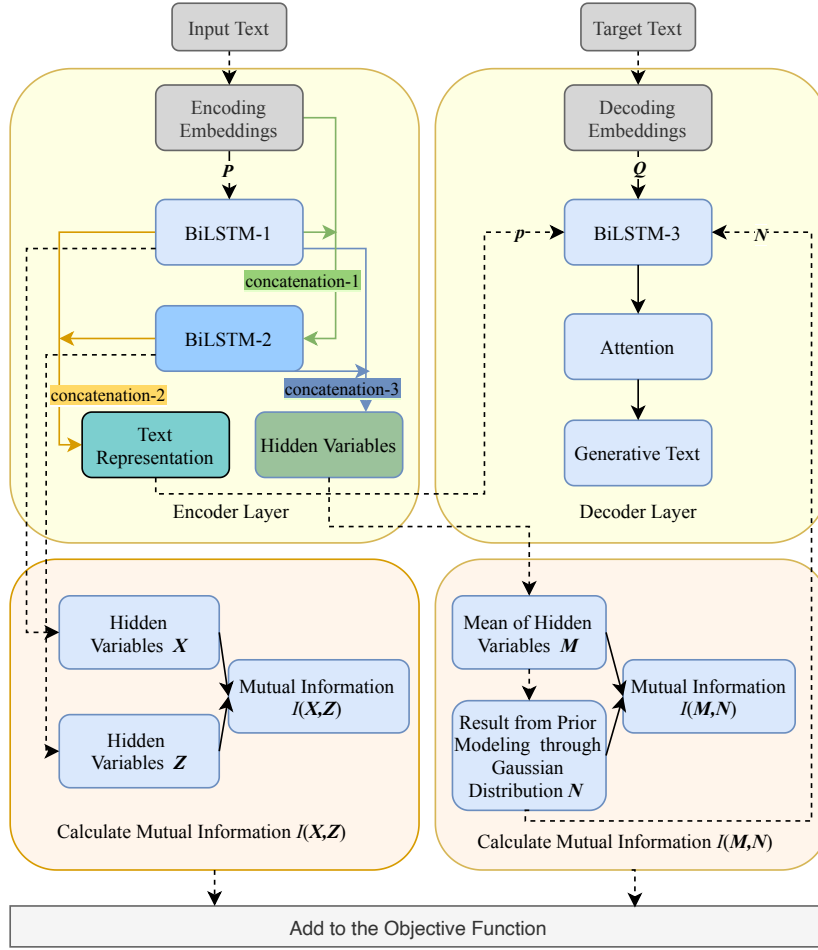 Input Text
Target Text
Encoding
Embeddings
Decoding
Embeddings
P
Q
BiLSTM-1
BiLSTM-3
p
N
concatenation-1
BiLSTM-2
Attention
concatenation-2
concatenation-3
Text
Representation
Hidden Variables
Generative Text
Encoder Layer
Decoder Layer
Hidden
Variables X
Mutual Information
I(X,Z)
Hidden
Variables Z
Calculate Mutual Information I(X,Z)
Mean of Hidden
Variables M
Mutual Information
I(M,N)
Result from Prior
Modeling through
Gaussian
Distribution N
Calculate Mutual Information I(M,N)
Add to the Objective Function